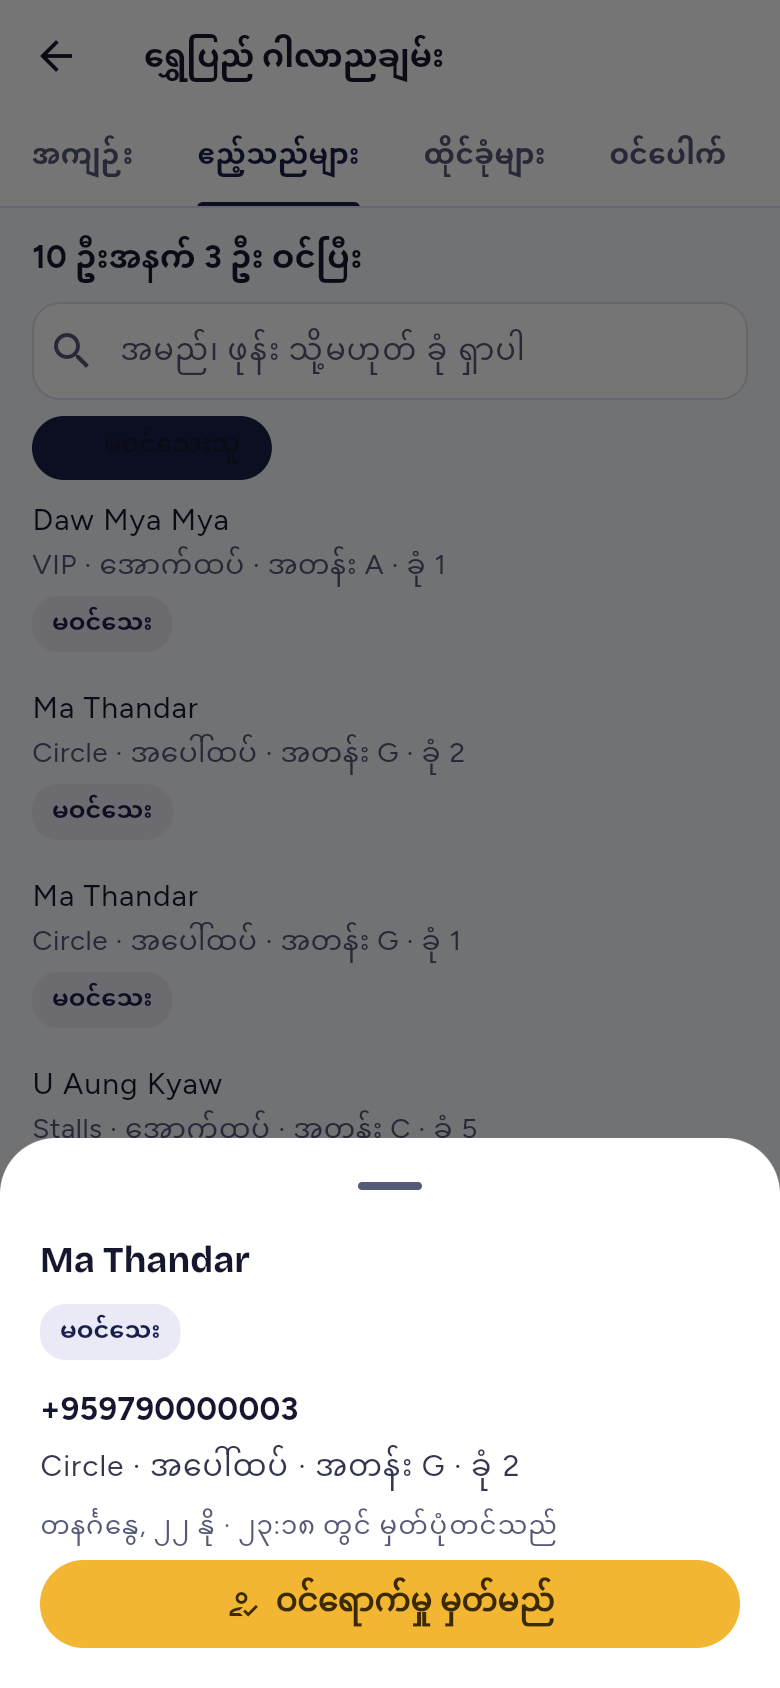 ရွှေပြည် ဂါလာညချမ်း
အကျဉ်း ဧည့်သည်များ ထိုင်ခုံများ ဝင်ပေါက်
10 ဦးအနက် 3 ဦး ဝင်ပြီး
အမည်၊ ဖုန်း သို့မဟုတ် ခုံ ရှာပါ
မဝင်သေးသူ
Daw Mya Mya
VIP · အောက်ထပ် · အတန်း A · ခုံ 1
မဝင်သေး
Ma Thandar
Circle · အပေါ်ထပ် · အတန်း G · ခုံ 2
မဝင်သေး
Ma Thandar
Circle · အပေါ်ထပ် · အတန်း G · ခုံ 1
မဝင်သေး
U Aung Kyaw
Stalls · အောက်ထပ် · အတန်း C · ခုံ 5
Ma Thandar
မဝင်သေး
+959790000003
Circle · အပေါ်ထပ် · အတန်း G · ခုံ 2
တနင်္ဂနွေ, ၂၂ နို · ၂၃:၁၈ တွင် မှတ်ပုံတင်သည်
ဝင်ရောက်မှု မှတ်မည်